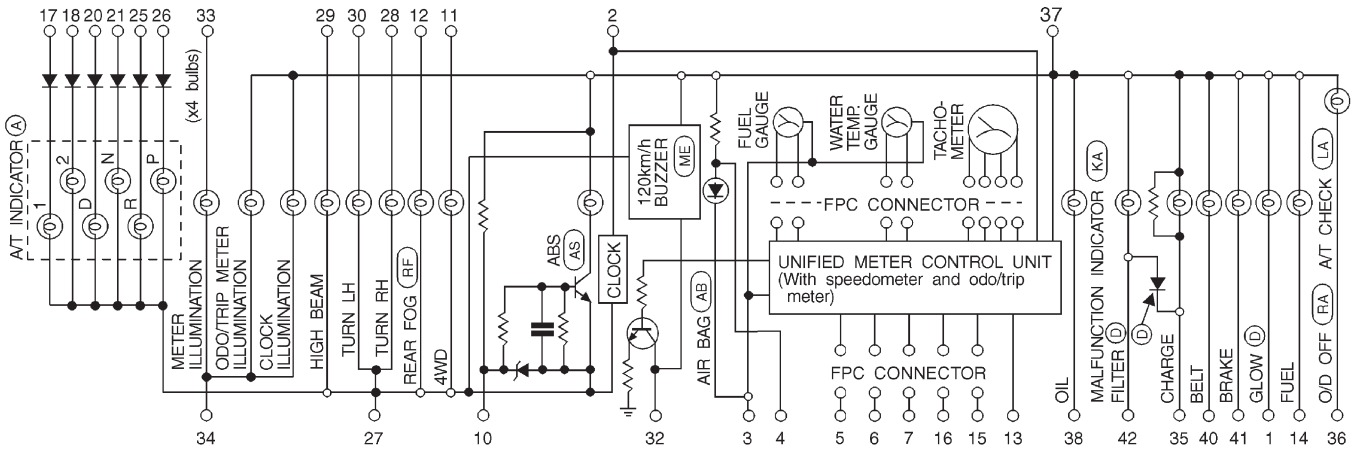 17 18 20 21 25 26 33 29 30 28 12 11 2 37
(x4 bulbs)
A/T INDICATOR A
1 2 D N R P
METER ILLUMINATION
ODO/TRIP METER ILLUMINATION
CLOCK ILLUMINATION
HIGH BEAM
TURN LH
TURN RH
REAR FOG RF
4WD
ABS AS
CLOCK
120km/h BUZZER ME
AIR BAG AB
FUEL GAUGE
WATER TEMP. GAUGE
TACHO-METER
FPC CONNECTOR
UNIFIED METER CONTROL UNIT
(With speedometer and odo/trip
meter)
FPC CONNECTOR
OIL
MALFUNCTION INDICATOR KA
FILTER D
D
CHARGE
BELT
BRAKE
GLOW D
FUEL
O/D OFF RA A/T CHECK LA
34 27 10 32 3 4 5 6 7 16 15 13 38 42 35 40 41 1 14 36